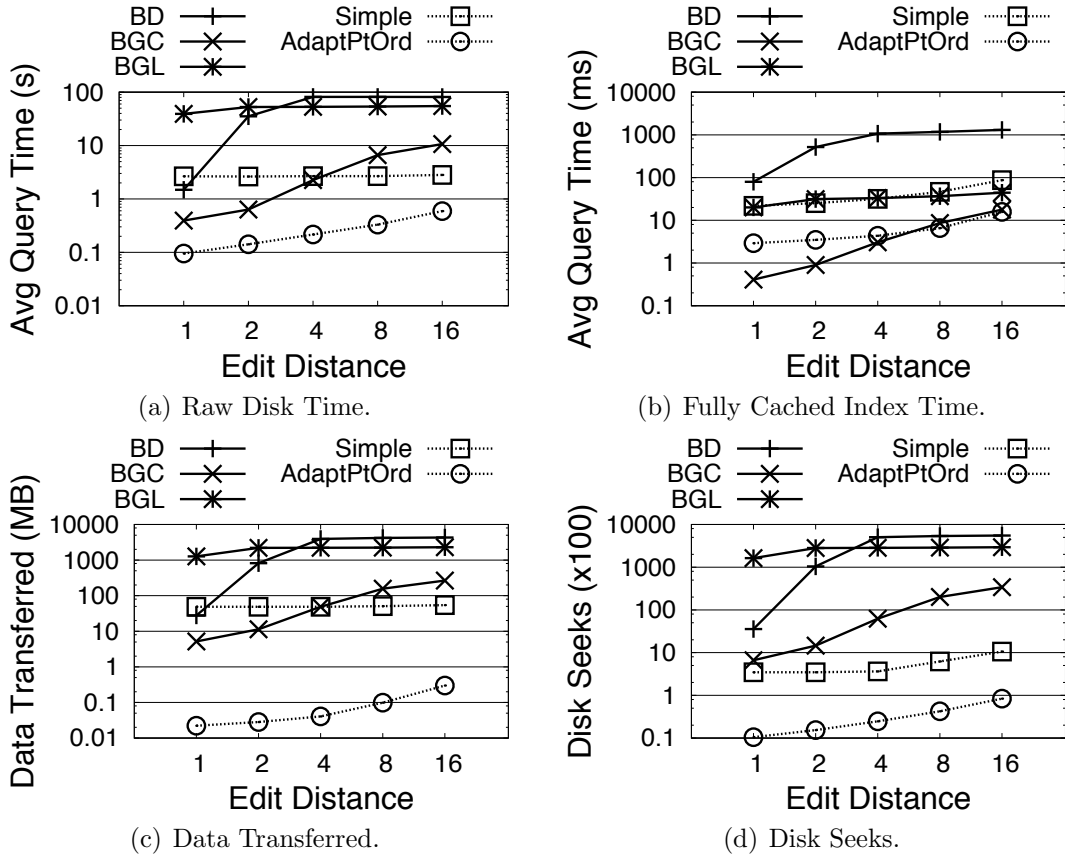 BD
BGC
BGL
Simple
AdaptPtOrd
Avg Query Time (s)
100
10
1
0.1
0.01
1 2 4 8 16
Edit Distance
(a) Raw Disk Time.
BD
BGC
BGL
Simple
AdaptPtOrd
Avg Query Time (ms)
10000
1000
100
10
1
0.1
1 2 4 8 16
Edit Distance
(b) Fully Cached Index Time.
BD
BGC
BGL
Simple
AdaptPtOrd
Data Transferred (MB)
10000
1000
100
10
1
0.1
0.01
1 2 4 8 16
Edit Distance
(c) Data Transferred.
BD
BGC
BGL
Simple
AdaptPtOrd
Disk Seeks (x100)
10000
1000
100
10
1
0.1
1 2 4 8 16
Edit Distance
(d) Disk Seeks.